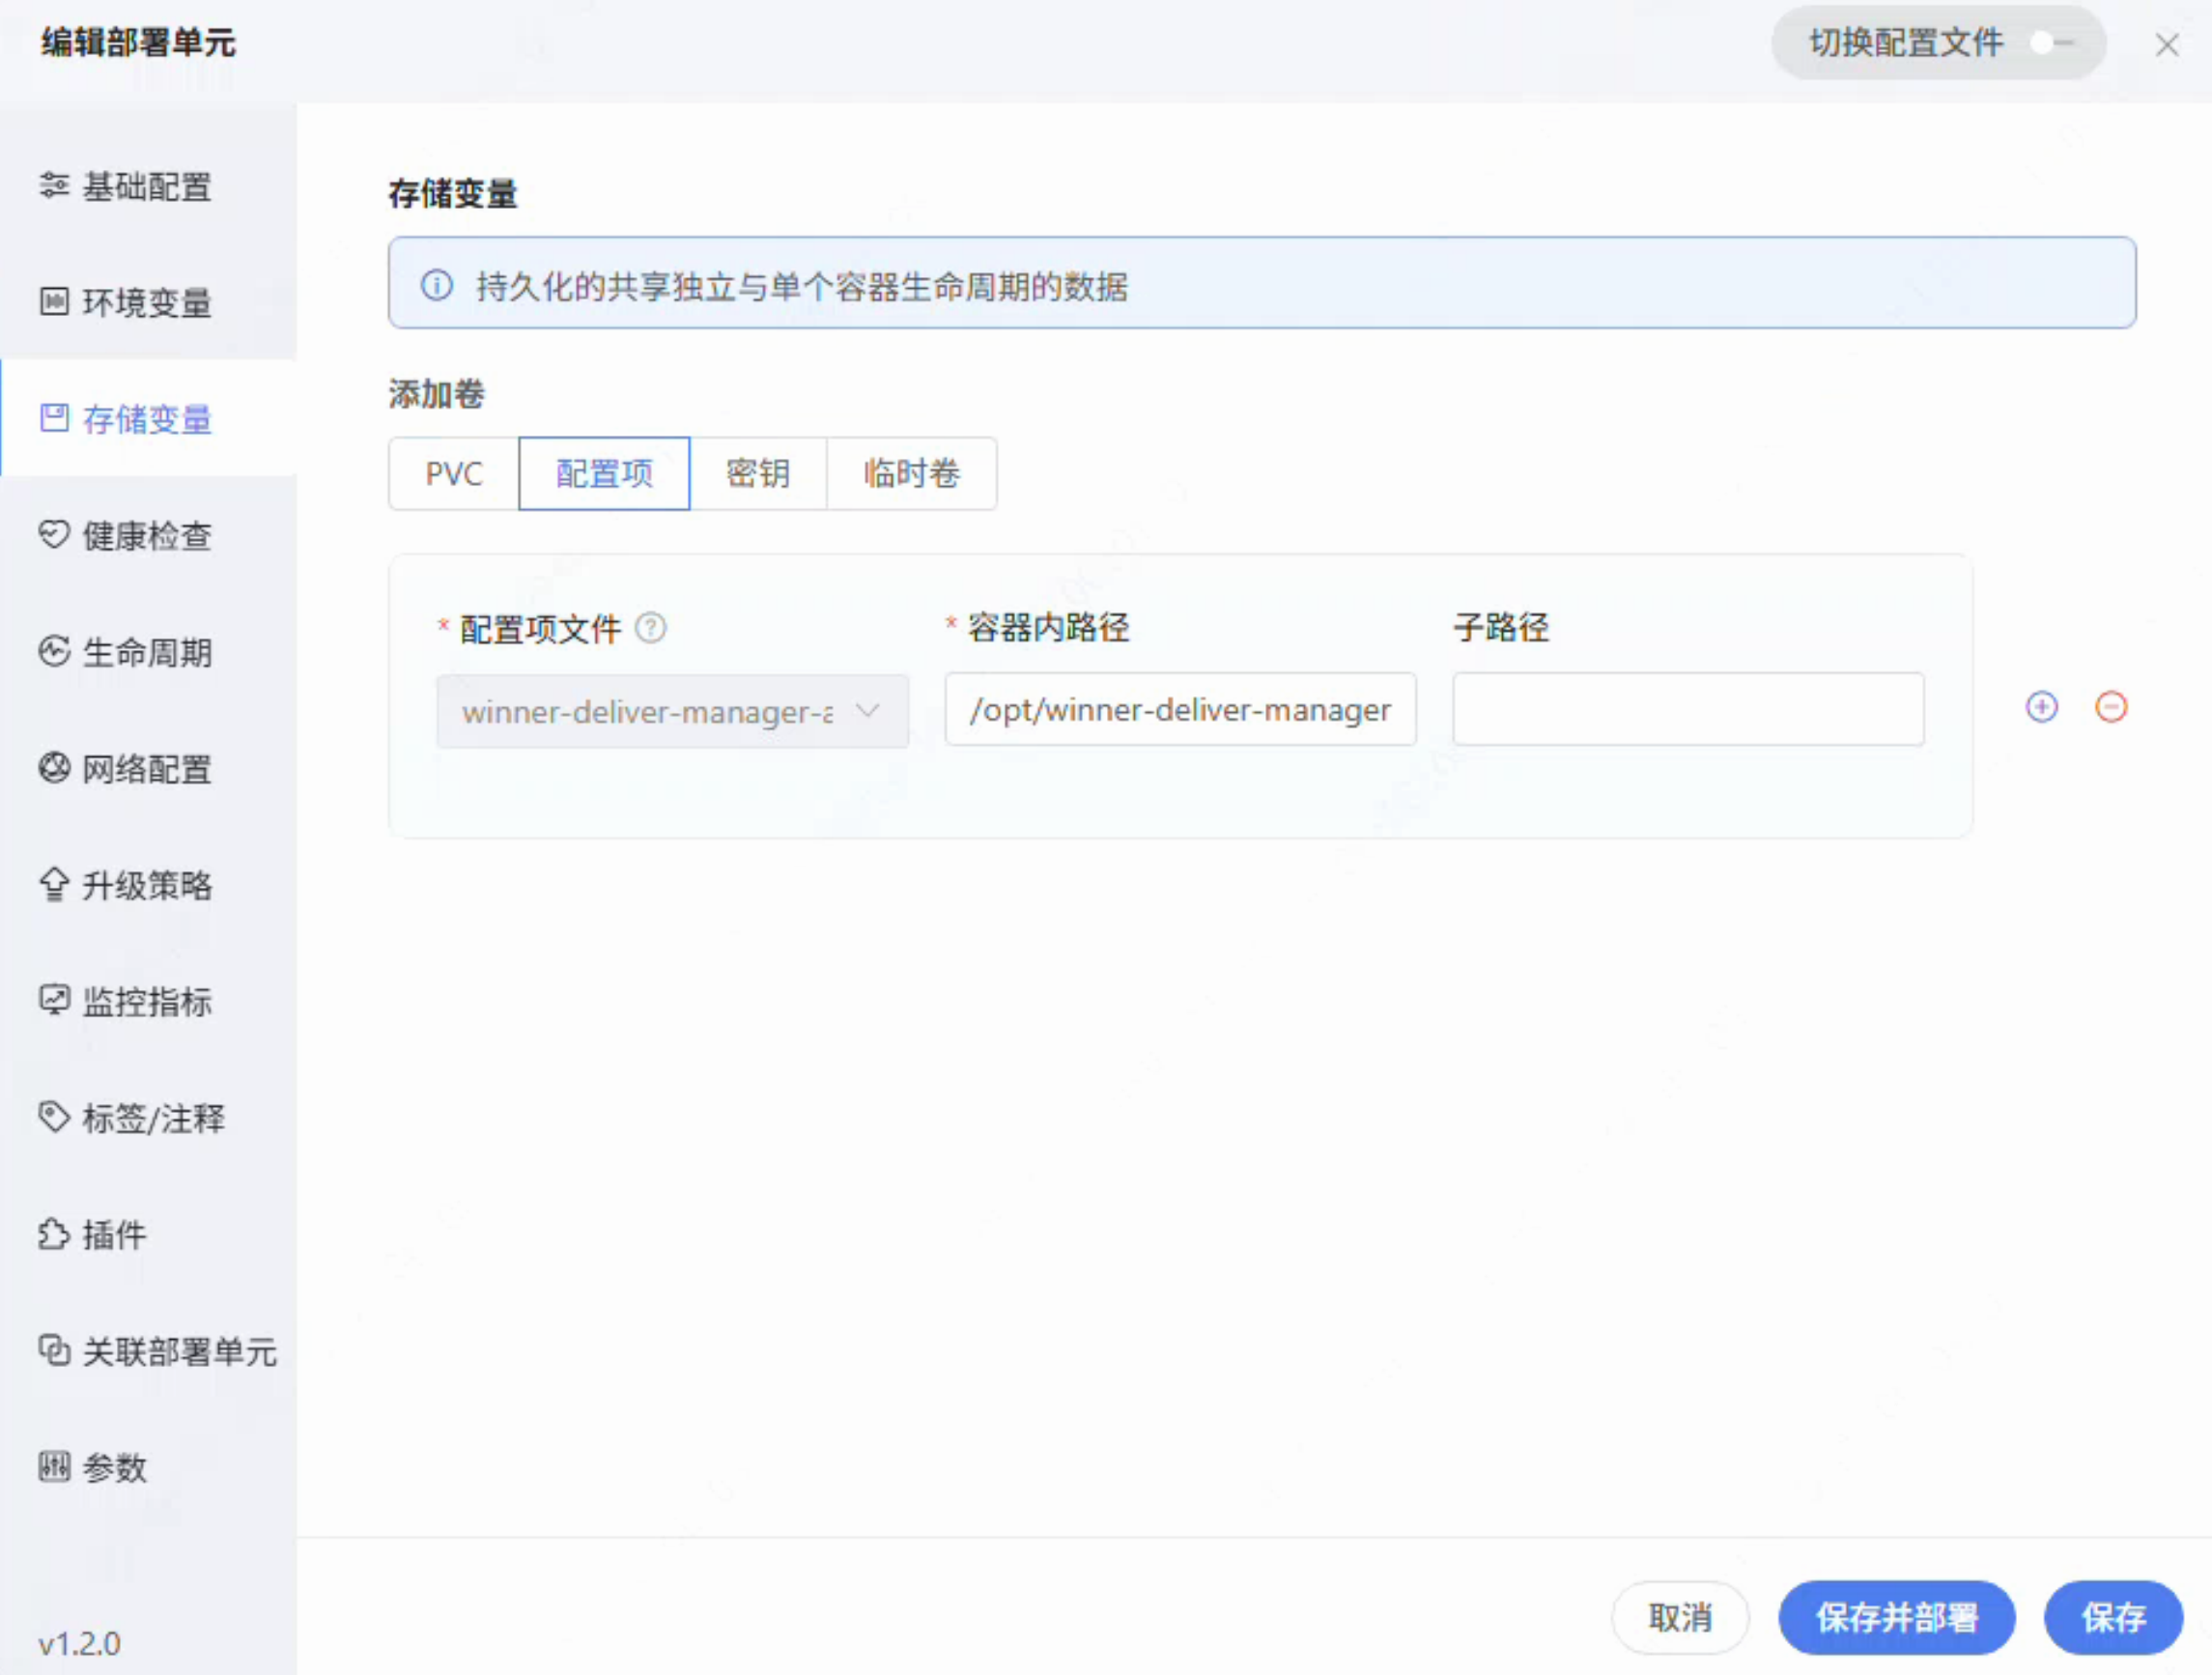 编辑部署单元
切换配置文件
基础配置
环境变量
存储变量
健康检查
生命周期
网络配置
升级策略
监控指标
标签/注释
插件
关联部署单元
参数
v1.2.0
存储变量
持久化的共享独立与单个容器生命周期的数据
添加卷
PVC 配置项 密钥 临时卷
* 配置项文件 * 容器内路径 子路径
winner-deliver-manager-a /opt/winner-deliver-manager
取消 保存并部署 保存